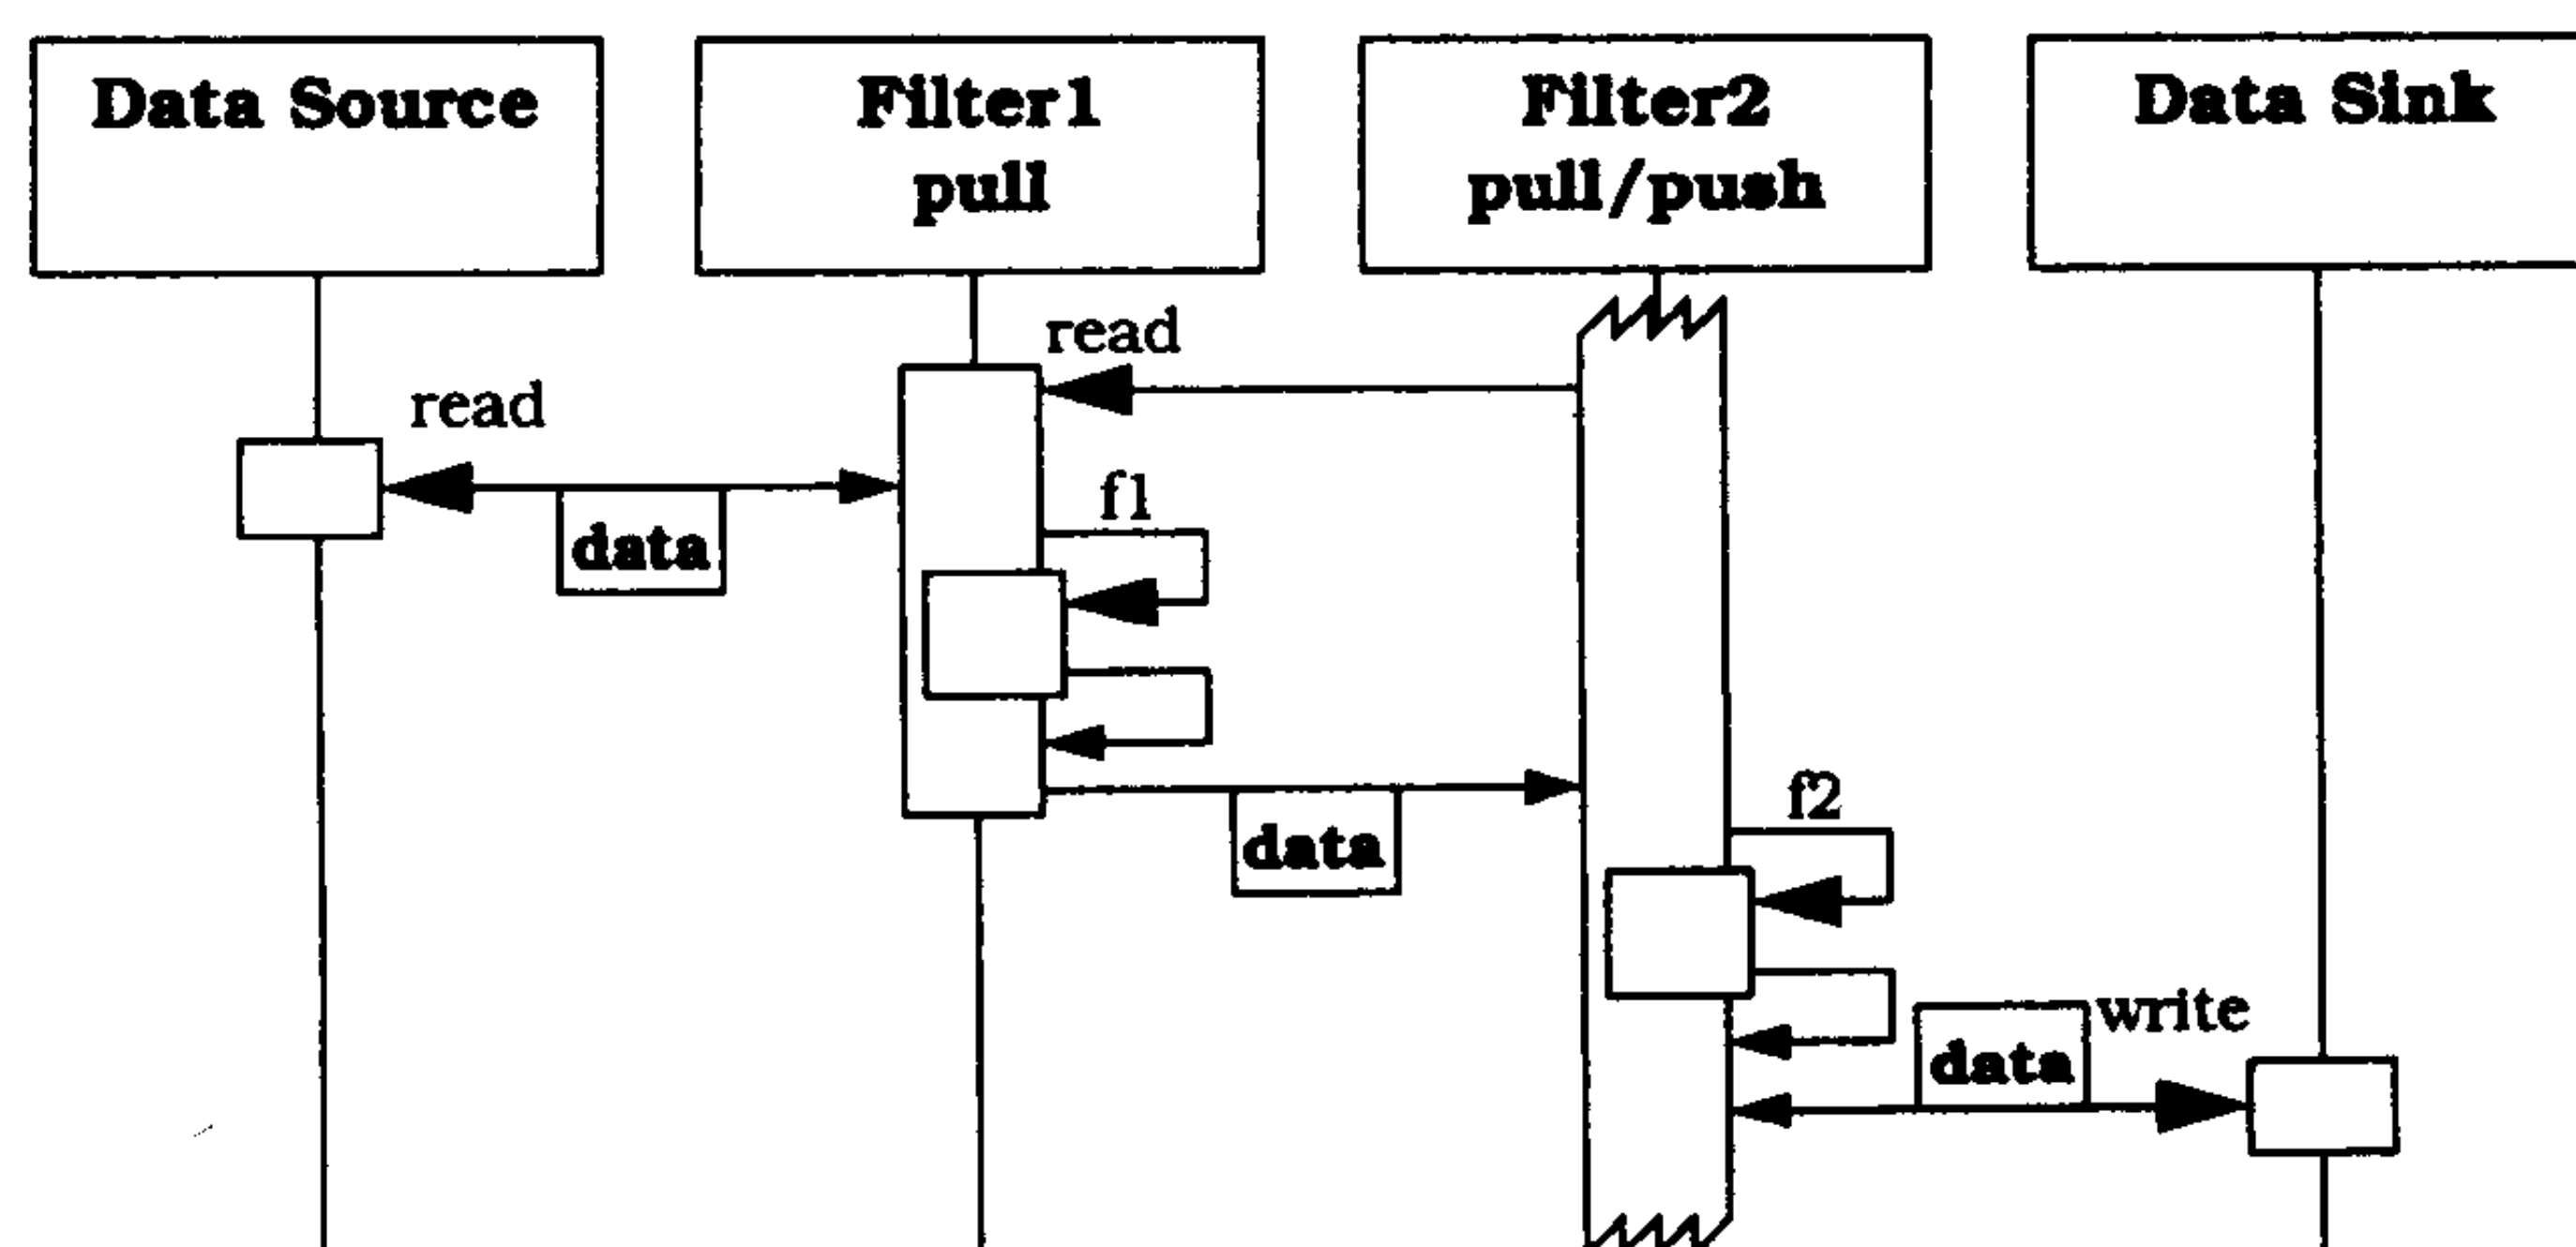 Data Source
Filter1
pull
Filter2
pull/push
Data Sink
read
read
data
f1
data
f2
data
write